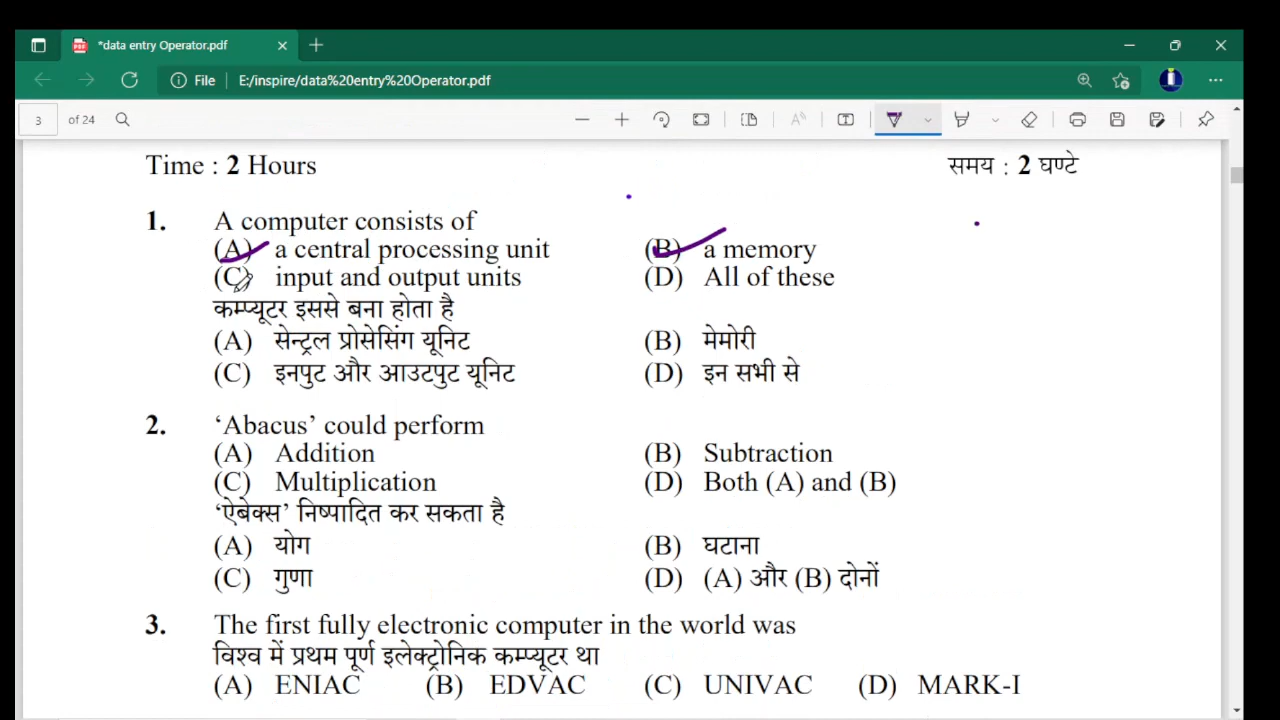 *data entry Operator.pdf
File E:/inspire/data%20entry%20Operator.pdf
3 of 24
Time : 2 Hours समय : 2 घण्टे
1. A computer consists of
(A) a central processing unit (B) a memory
(C) input and output units (D) All of these
कम्प्यूटर इससे बना होता है
(A) सेन्ट्रल प्रोसेसिंग यूनिट (B) मेमोरी
(C) इनपुट और आउटपुट यूनिट (D) इन सभी से
2. ‘Abacus’ could perform
(A) Addition (B) Subtraction
(C) Multiplication (D) Both (A) and (B)
‘ऐबेक्स’ निष्पादित कर सकता है
(A) योग (B) घटाना
(C) गुणा (D) (A) और (B) दोनों
3. The first fully electronic computer in the world was
विश्व में प्रथम पूर्ण इलेक्ट्रोनिक कम्प्यूटर था
(A) ENIAC (B) EDVAC (C) UNIVAC (D) MARK-I